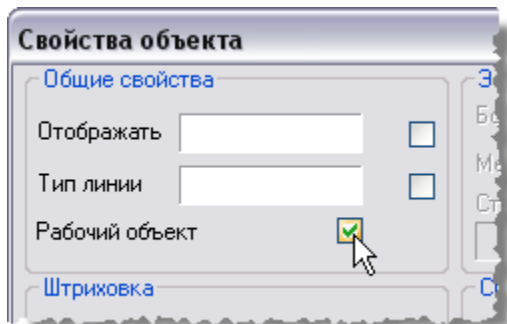 Свойства объекта
Общие свойства
Отображать
Тип линии
Рабочий объект
Штриховка